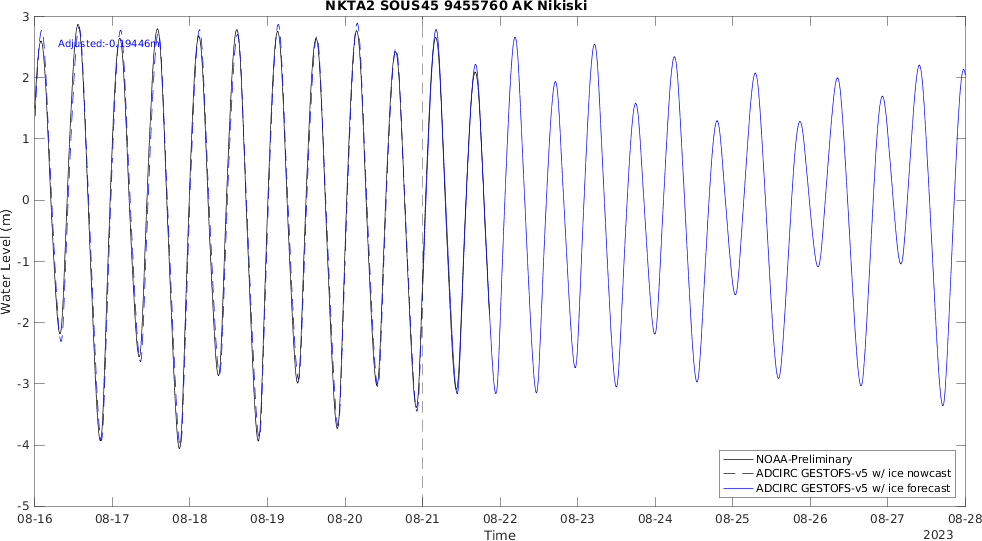 NKTA2 SOUS45 9455760 AK Nikiski
Adjusted:-0.19446m
3
2
1
0
-1
-2
-3
-4
-5
Water Level (m)
NOAA-Preliminary
ADCIRC GESTOFS-v5 w/ ice nowcast
ADCIRC GESTOFS-v5 w/ ice forecast
08-16 08-17 08-18 08-19 08-20 08-21 08-22 08-23 08-24 08-25 08-26 08-27 08-28
Time
2023